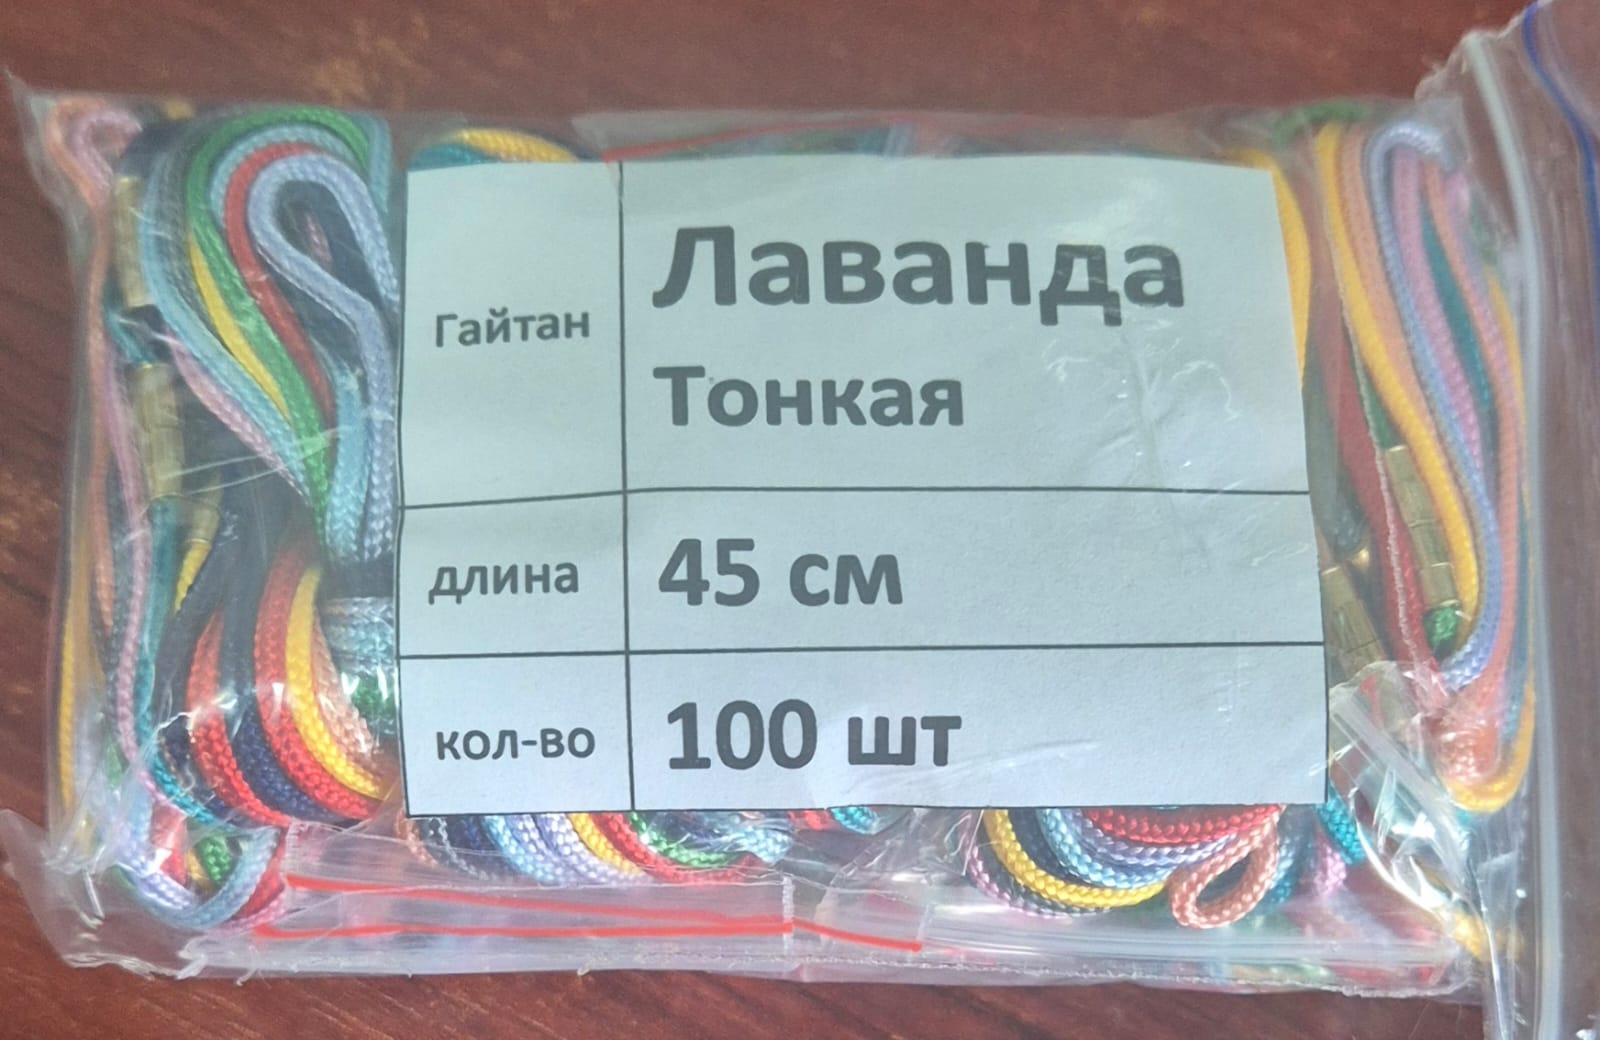 Гайтан
Лаванда
Тонкая
длина
45 см
кол-во
100 шт